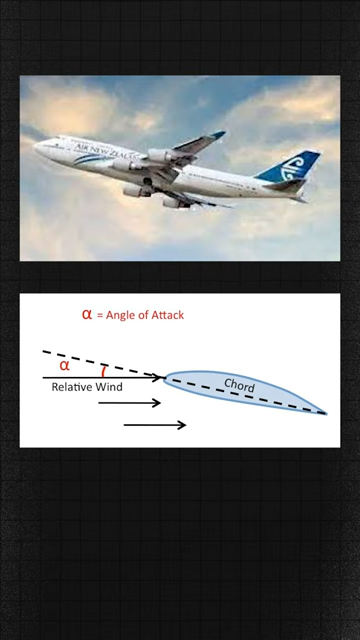 AIR NEW ZEALAND
α = Angle of Attack
α
Relative Wind
Chord